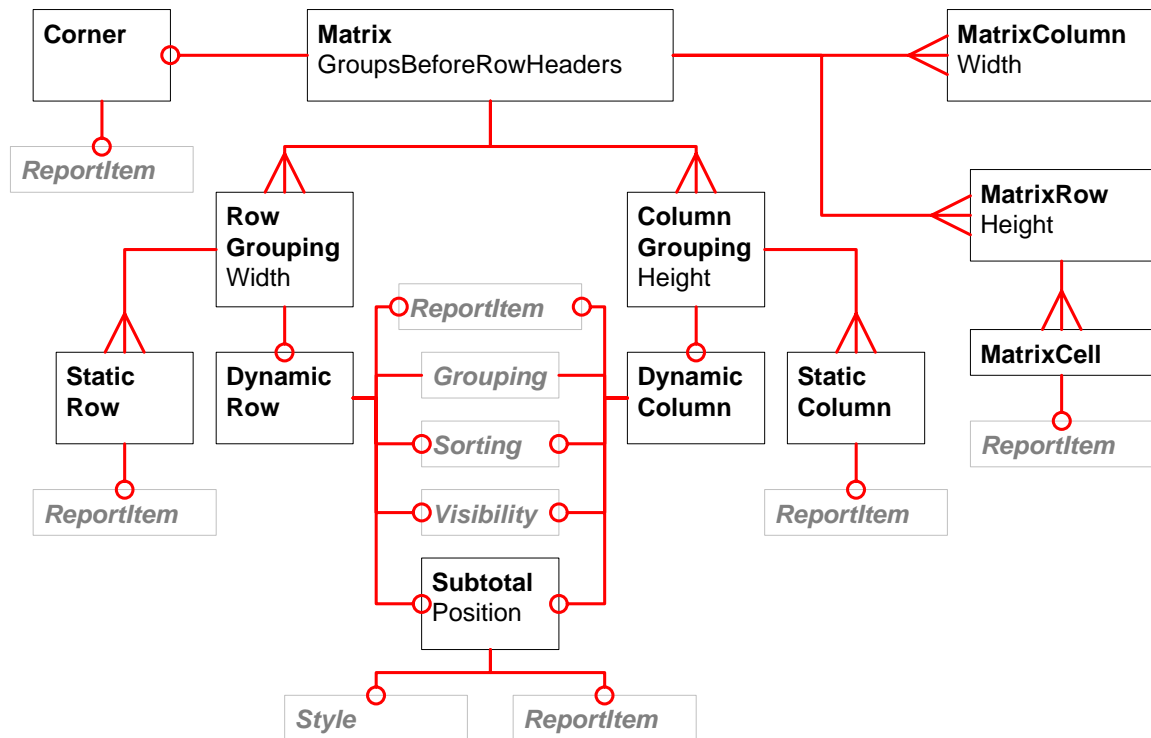 Corner
Matrix
GroupsBeforeRowHeaders
MatrixColumn
Width
ReportItem
Row
Grouping
Width
Column
Grouping
Height
MatrixRow
Height
ReportItem
Static
Row
Dynamic
Row
Grouping
Dynamic
Column
Static
Column
MatrixCell
Sorting
ReportItem
ReportItem
Visibility
ReportItem
Subtotal
Position
Style
ReportItem